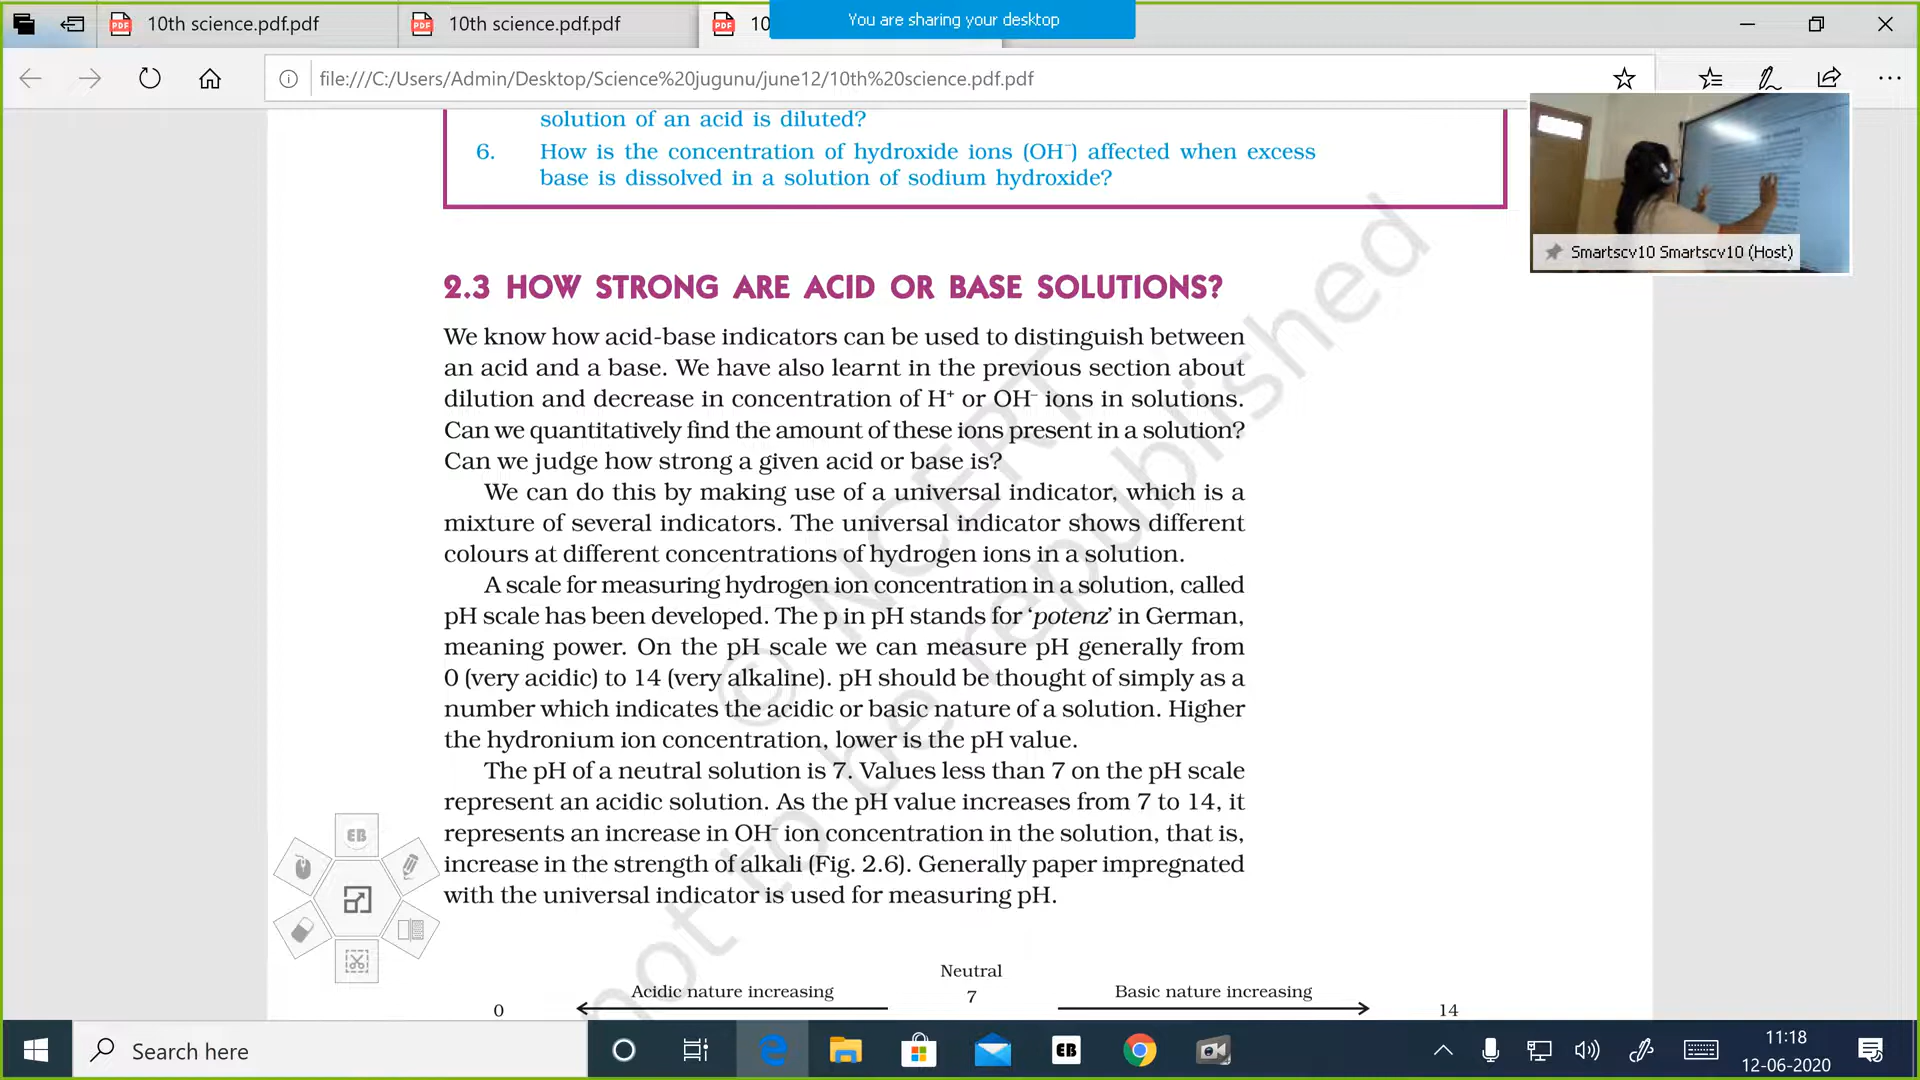 10th science.pdf.pdf
10th science.pdf.pdf
10
You are sharing your desktop
file:///C:/Users/Admin/Desktop/Science%20jugunu/june12/10th%20science.pdf.pdf
solution of an acid is diluted?
6. How is the concentration of hydroxide ions (OH⁻) affected when excess
base is dissolved in a solution of sodium hydroxide?
Smartscv10 Smartscv10 (Host)
2.3 HOW STRONG ARE ACID OR BASE SOLUTIONS?
We know how acid-base indicators can be used to distinguish between
an acid and a base. We have also learnt in the previous section about
dilution and decrease in concentration of H⁺ or OH⁻ ions in solutions.
Can we quantitatively find the amount of these ions present in a solution?
Can we judge how strong a given acid or base is?
We can do this by making use of a universal indicator, which is a
mixture of several indicators. The universal indicator shows different
colours at different concentrations of hydrogen ions in a solution.
A scale for measuring hydrogen ion concentration in a solution, called
pH scale has been developed. The p in pH stands for ‘potenz’ in German,
meaning power. On the pH scale we can measure pH generally from
0 (very acidic) to 14 (very alkaline). pH should be thought of simply as a
number which indicates the acidic or basic nature of a solution. Higher
the hydronium ion concentration, lower is the pH value.
The pH of a neutral solution is 7. Values less than 7 on the pH scale
represent an acidic solution. As the pH value increases from 7 to 14, it
represents an increase in OH⁻ ion concentration in the solution, that is,
increase in the strength of alkali (Fig. 2.6). Generally paper impregnated
with the universal indicator is used for measuring pH.
© NCERT
not to be republished
EB
Neutral
Acidic nature increasing
7
Basic nature increasing
0
14
Search here
EB
11:18
12-06-2020